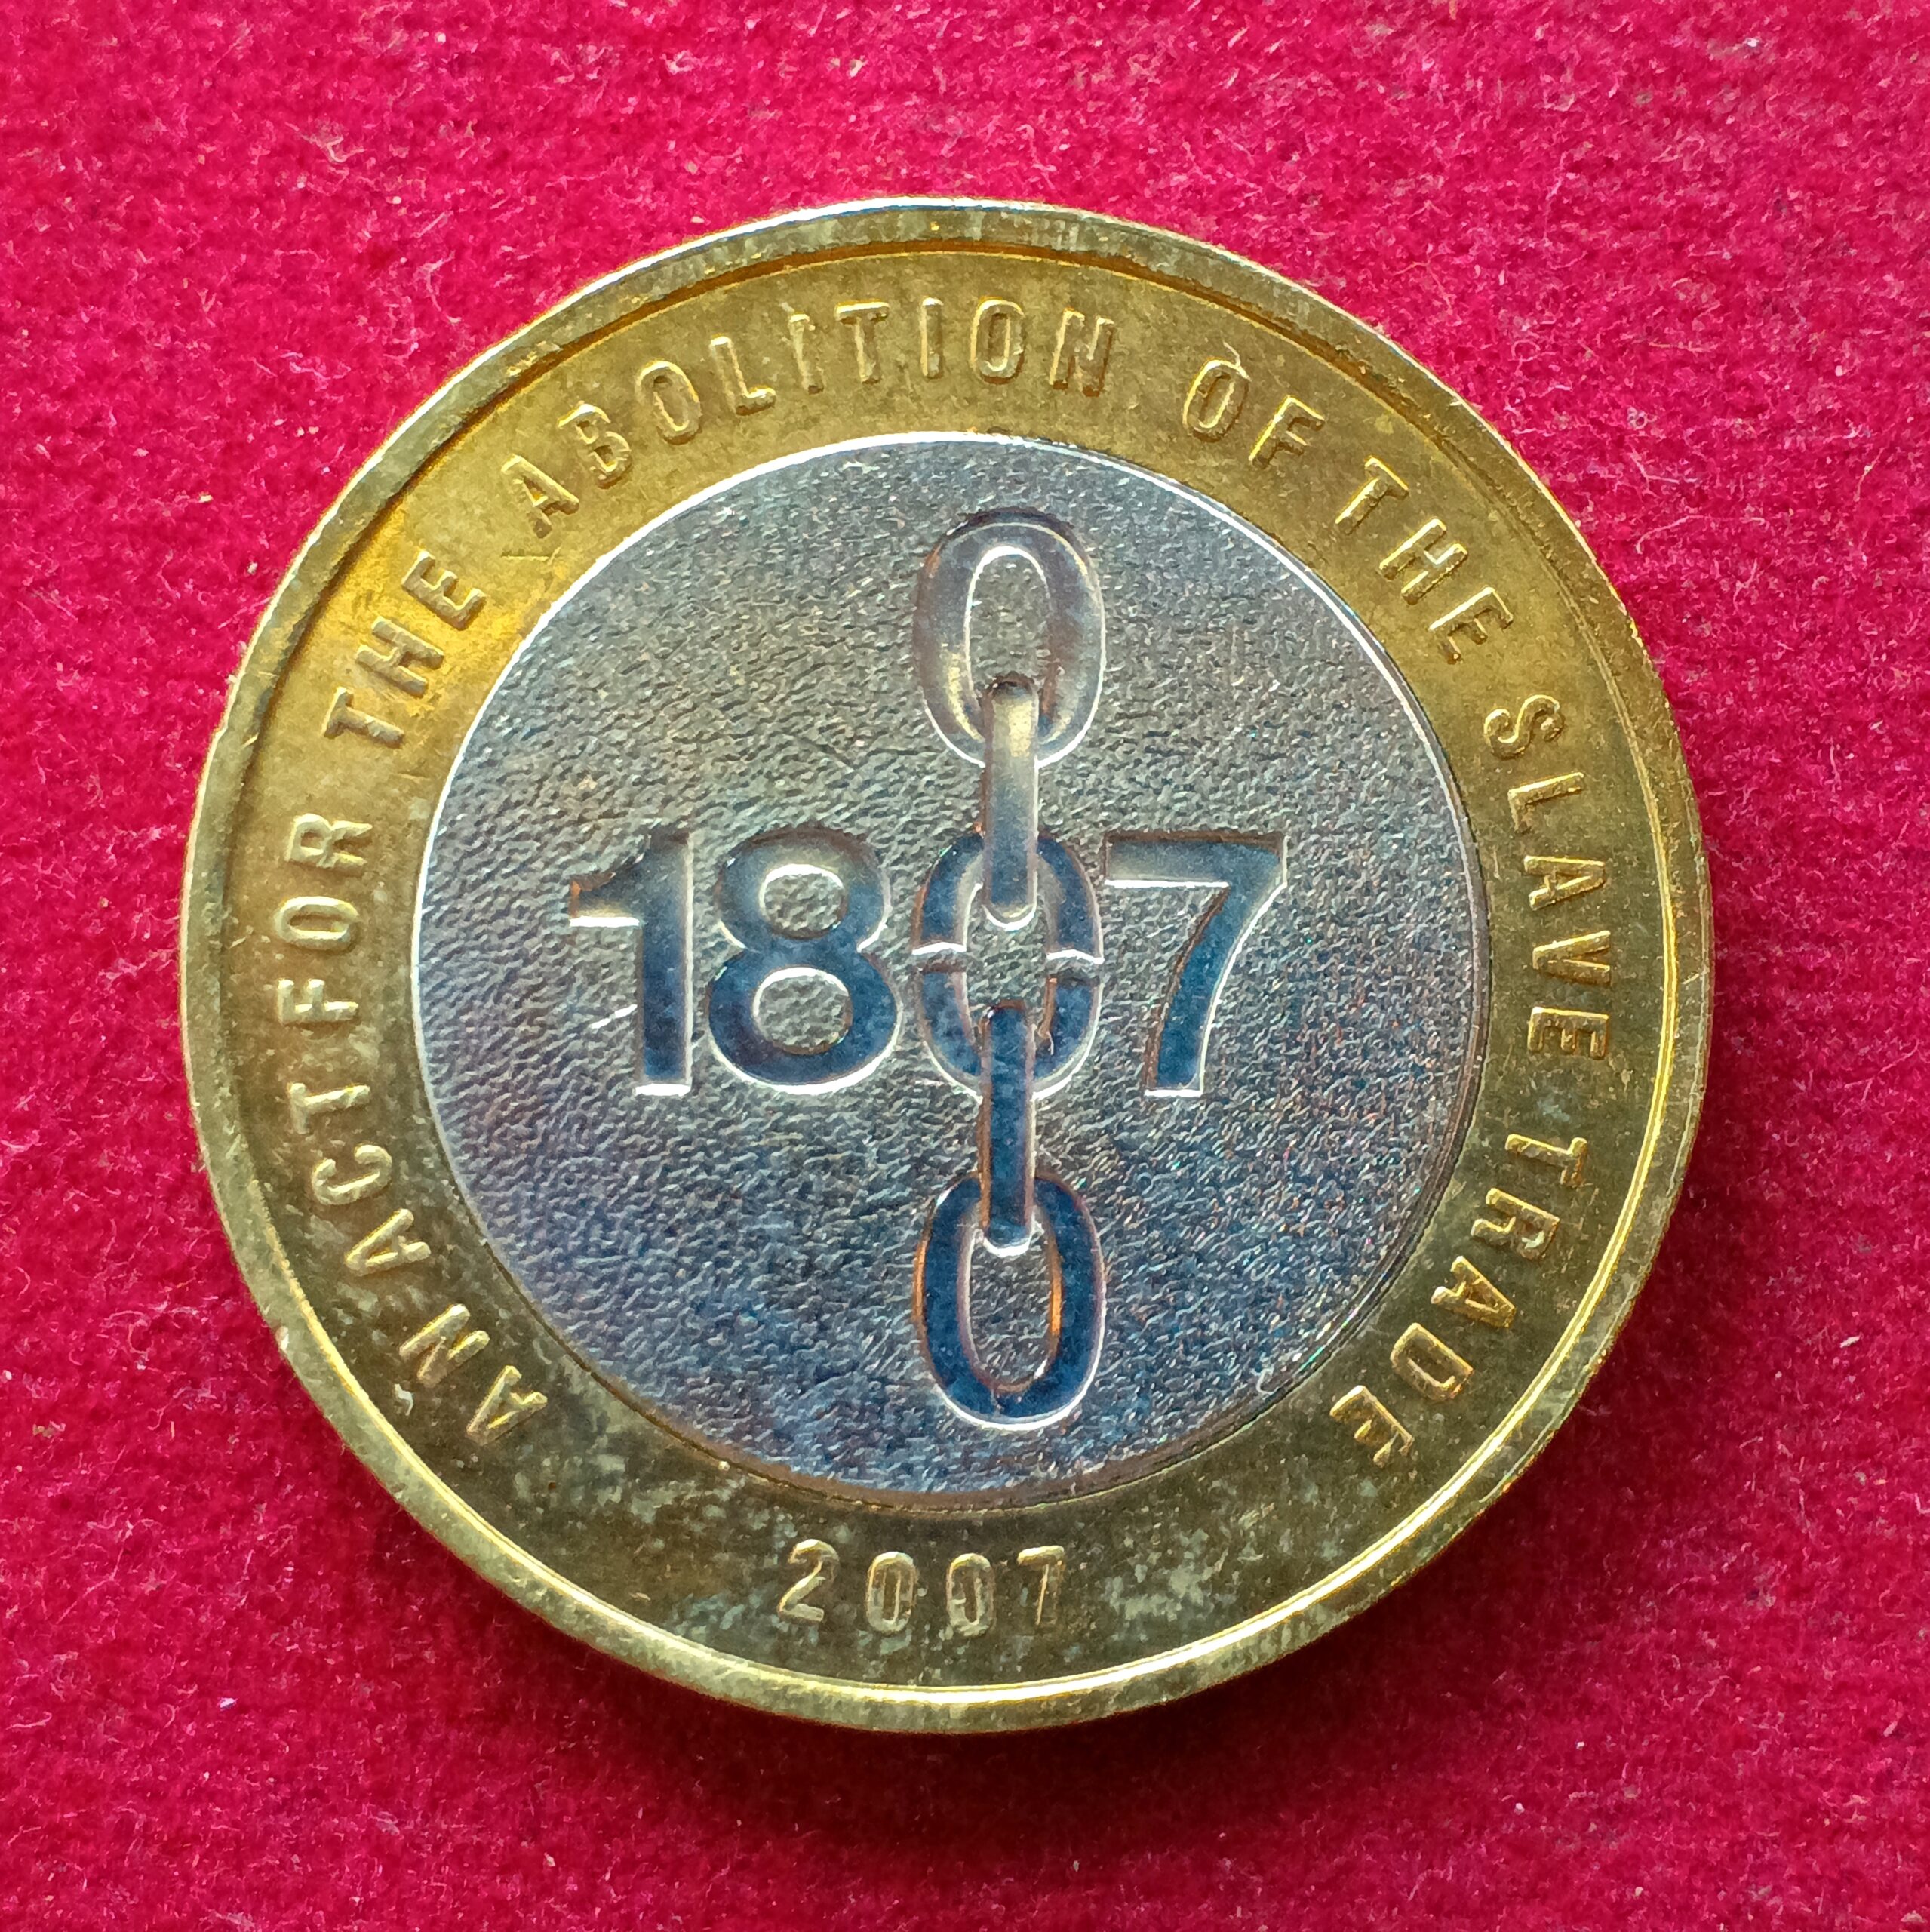 AN ACT FOR THE ABOLITION OF THE SLAVE TRADE
1807
2007